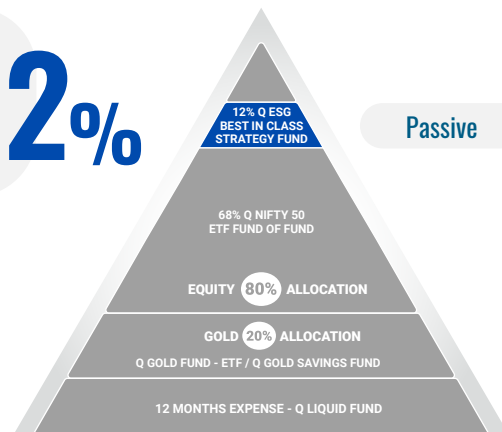 2%
12% Q ESG
BEST IN CLASS
STRATEGY FUND
Passive
68% Q NIFTY 50
ETF FUND OF FUND
EQUITY 80% ALLOCATION
GOLD 20% ALLOCATION
Q GOLD FUND - ETF / Q GOLD SAVINGS FUND
12 MONTHS EXPENSE - Q LIQUID FUND